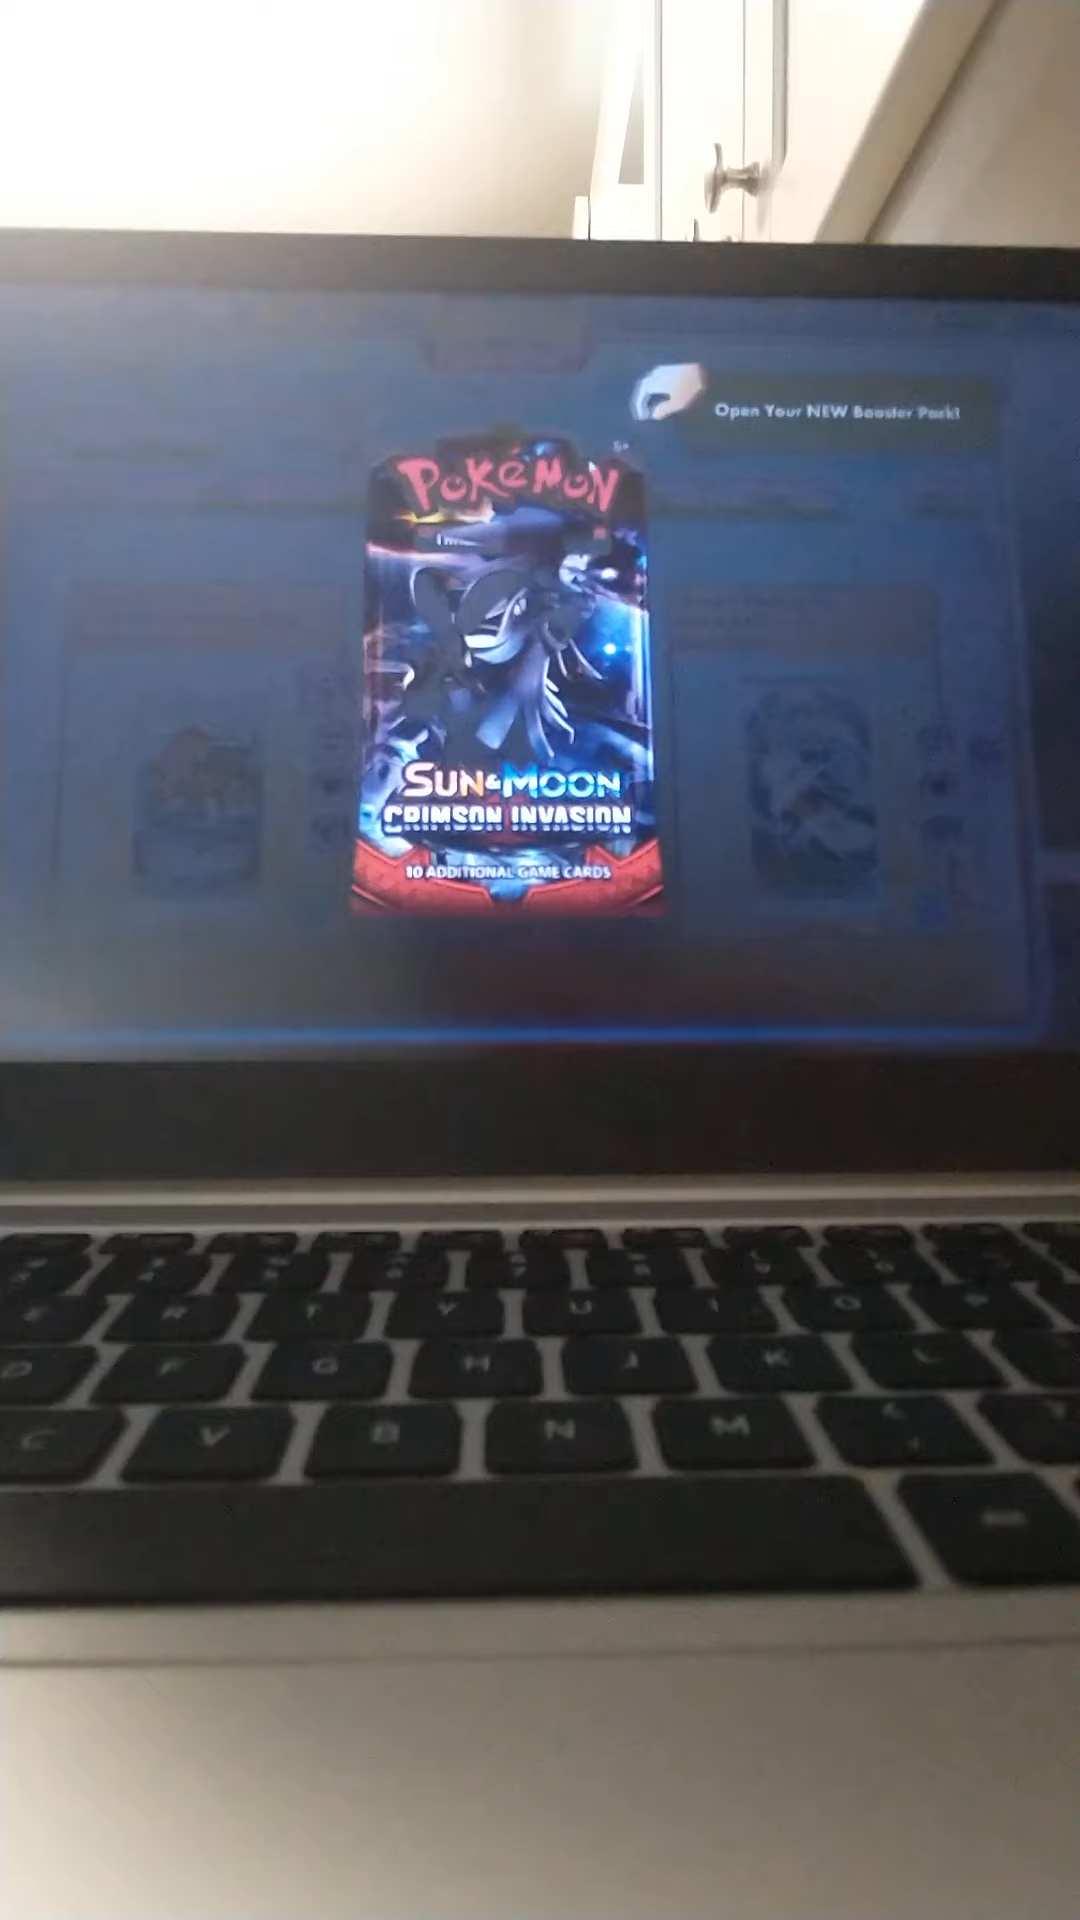 Open Your NEW Booster Pack!
POKéMON
SUN & MOON
CRIMSON INVASION
10 ADDITIONAL GAME CARDS
E R T Y U I O P
D F G H J K L
C V B N M